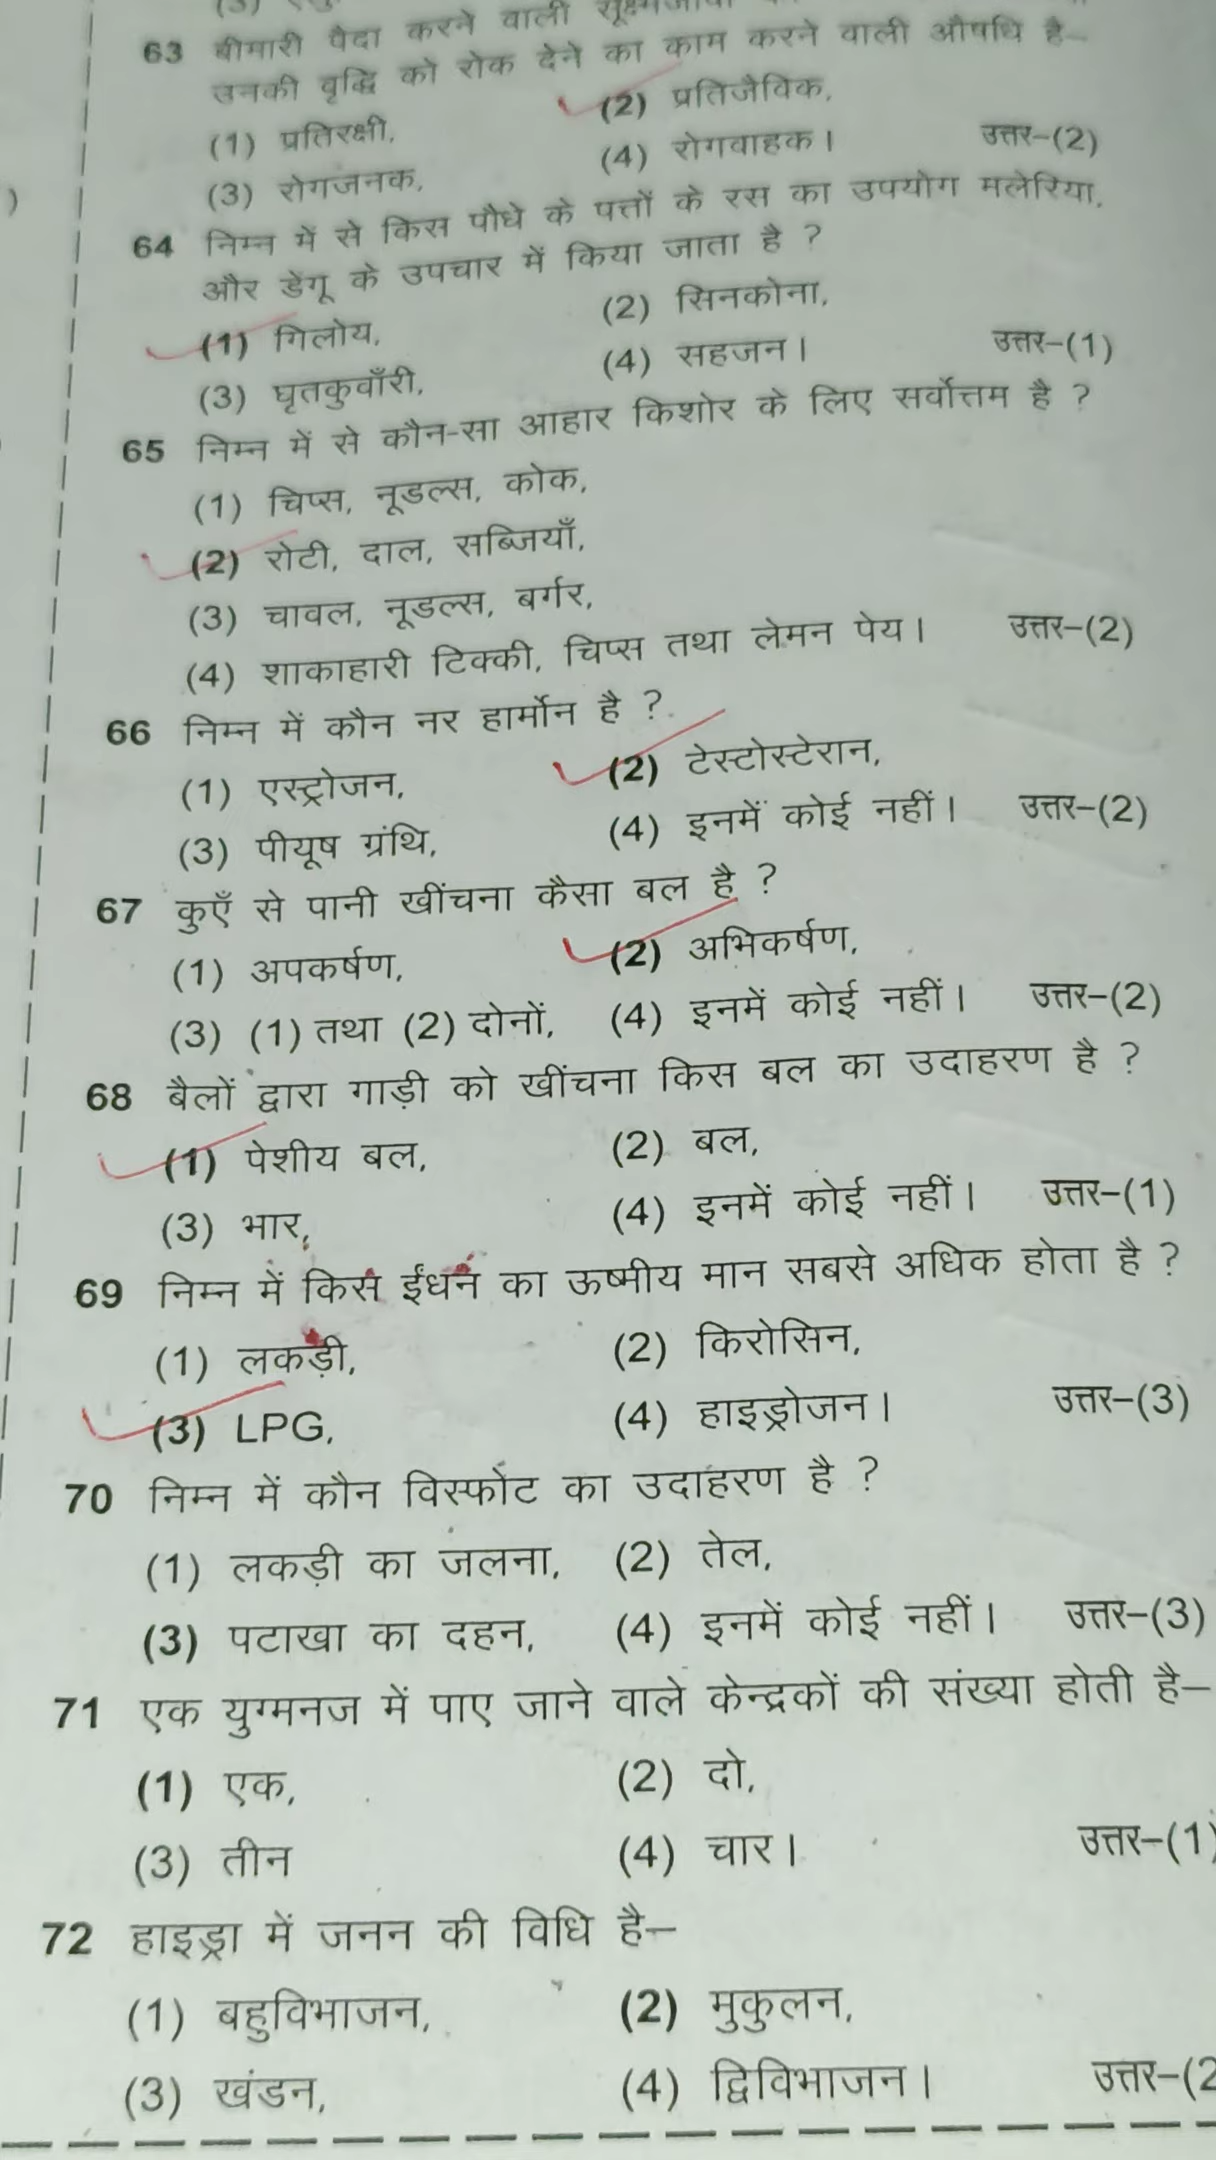 63 बीमारी पैदा करने वाली
उनकी वृद्धि को रोक देने का काम करने वाली औषधि है–
(1) प्रतिरक्षी, (2) प्रतिजैविक,
(3) रोगजनक, (4) रोगवाहक। उत्तर–(2)
64 निम्न में से किस पौधे के पत्तों के रस का उपयोग मलेरिया,
और डेंगू के उपचार में किया जाता है ?
(1) गिलोय, (2) सिनकोना,
(3) घृतकुवाँरी, (4) सहजन। उत्तर–(1)
65 निम्न में से कौन-सा आहार किशोर के लिए सर्वोत्तम है ?
(1) चिप्स, नूडल्स, कोक,
(2) रोटी, दाल, सब्जियाँ,
(3) चावल, नूडल्स, बर्गर,
(4) शाकाहारी टिक्की, चिप्स तथा लेमन पेय। उत्तर–(2)
66 निम्न में कौन नर हार्मोन है ?
(1) एस्ट्रोजन, (2) टेस्टोस्टेरान,
(3) पीयूष ग्रंथि, (4) इनमें कोई नहीं। उत्तर–(2)
67 कुएँ से पानी खींचना कैसा बल है ?
(1) अपकर्षण, (2) अभिकर्षण,
(3) (1) तथा (2) दोनों, (4) इनमें कोई नहीं। उत्तर–(2)
68 बैलों द्वारा गाड़ी को खींचना किस बल का उदाहरण है ?
(1) पेशीय बल, (2) बल,
(3) भार, (4) इनमें कोई नहीं। उत्तर–(1)
69 निम्न में किस ईंधन का ऊष्मीय मान सबसे अधिक होता है ?
(1) लकड़ी, (2) किरोसिन,
(3) LPG, (4) हाइड्रोजन। उत्तर–(3)
70 निम्न में कौन विस्फोट का उदाहरण है ?
(1) लकड़ी का जलना, (2) तेल,
(3) पटाखा का दहन, (4) इनमें कोई नहीं। उत्तर–(3)
71 एक युग्मनज में पाए जाने वाले केन्द्रकों की संख्या होती है–
(1) एक, (2) दो,
(3) तीन (4) चार। उत्तर–(1)
72 हाइड्रा में जनन की विधि है–
(1) बहुविभाजन, (2) मुकुलन,
(3) खंडन, (4) द्विविभाजन। उत्तर–(2